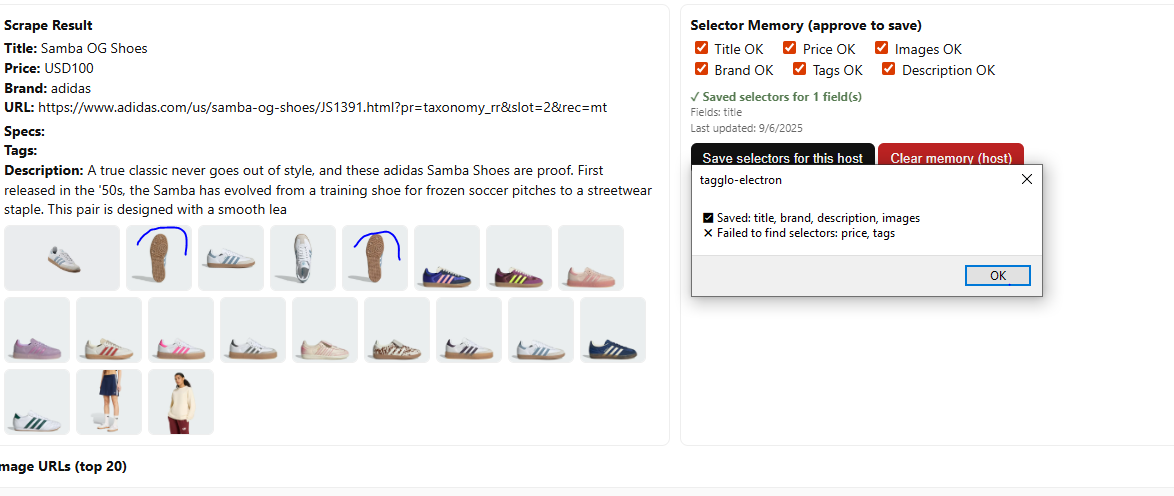 Scrape Result
Title: Samba OG Shoes
Price: USD100
Brand: adidas
URL: https://www.adidas.com/us/samba-og-shoes/JS1391.html?pr=taxonomy_rr&slot=2&rec=mt
Specs:
Tags:
Description: A true classic never goes out of style, and these adidas Samba Shoes are proof. First
released in the '50s, the Samba has evolved from a training shoe for frozen soccer pitches to a streetwear
staple. This pair is designed with a smooth lea
mage URLs (top 20)
Selector Memory (approve to save)
Title OK Price OK Images OK
Brand OK Tags OK Description OK
✓ Saved selectors for 1 field(s)
Fields: title
Last updated: 9/6/2025
Save selectors for this host Clear memory (host)
tagglo-electron
Saved: title, brand, description, images
✕ Failed to find selectors: price, tags
OK